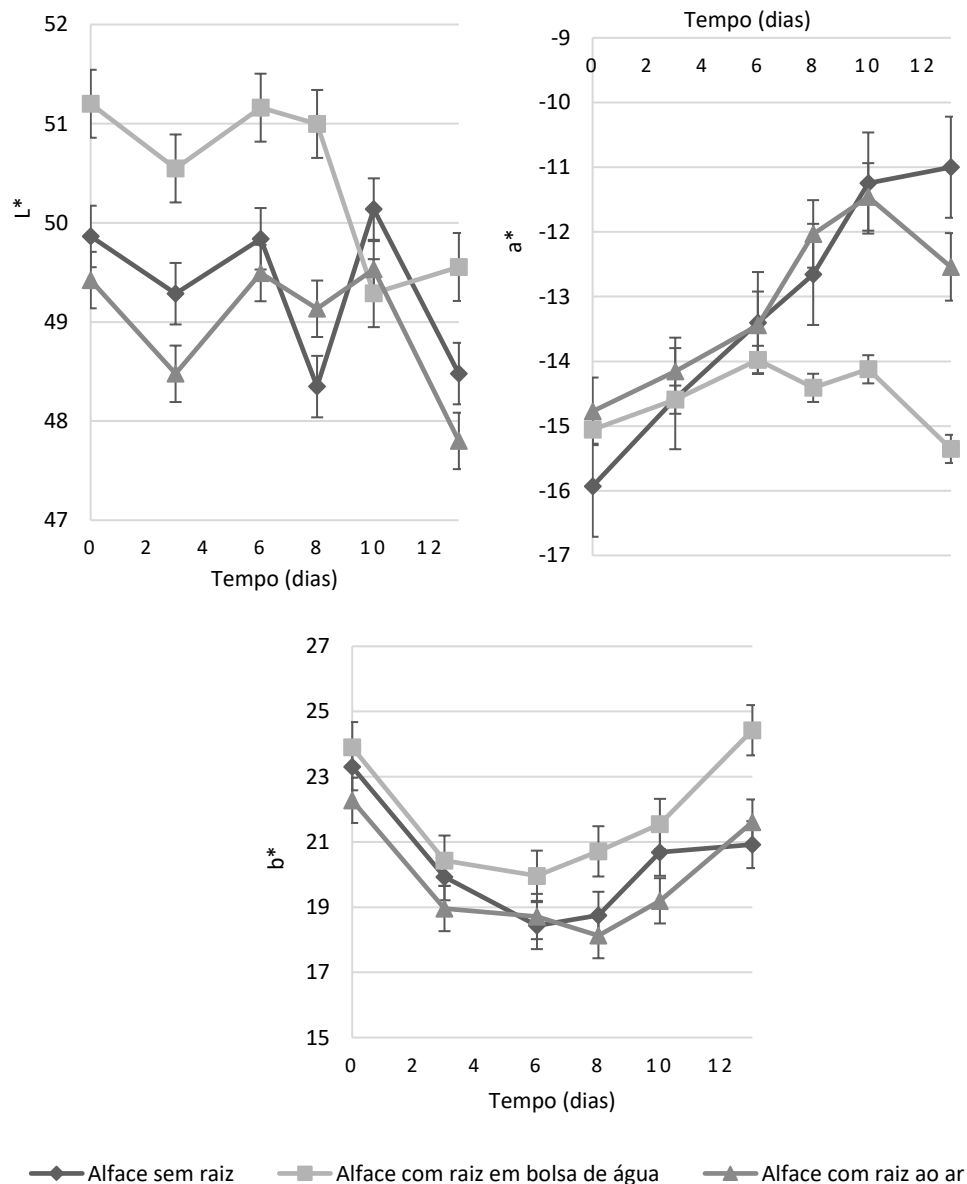 52
51
50
49
48
47
L*
0 2 4 6 8 10 12
Tempo (dias)
Tempo (dias)
0 2 4 6 8 10 12
-9
-10
-11
-12
-13
-14
-15
-16
-17
a*
27
25
23
21
19
17
15
b*
0 2 4 6 8 10 12
Tempo (dias)
Alface sem raiz
Alface com raiz em bolsa de água
Alface com raiz ao ar